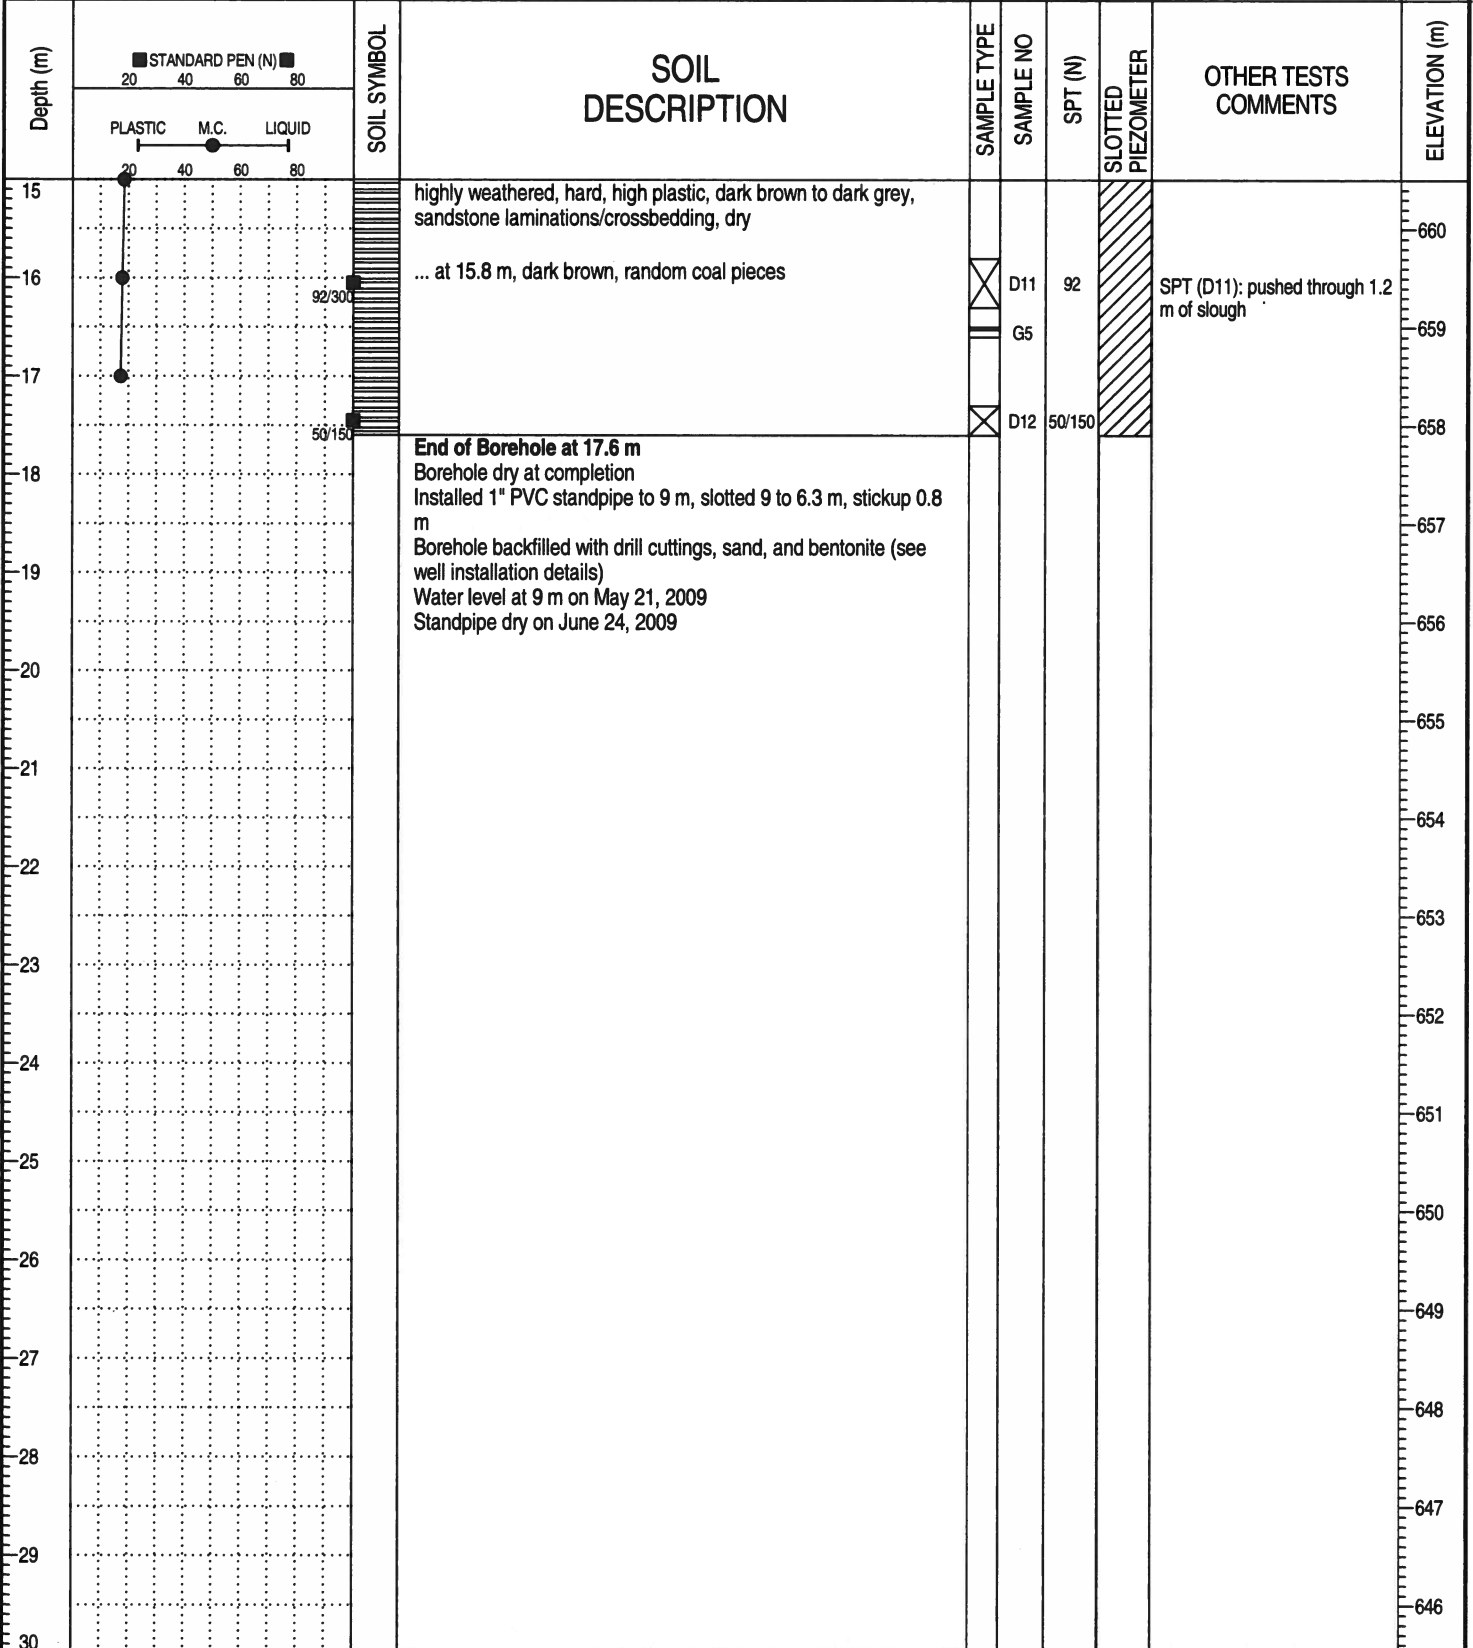 Depth (m)
STANDARD PEN (N)
20 40 60 80
PLASTIC M.C. LIQUID
20 40 60 80
SOIL SYMBOL
SOIL
DESCRIPTION
SAMPLE TYPE
SAMPLE NO
SPT (N)
SLOTTED
PIEZOMETER
OTHER TESTS
COMMENTS
ELEVATION (m)
15
highly weathered, hard, high plastic, dark brown to dark grey,
sandstone laminations/crossbedding, dry
660
16
... at 15.8 m, dark brown, random coal pieces
92/300
D11 92
SPT (D11): pushed through 1.2
m of slough
G5
659
17
50/150
D12 50/150
658
End of Borehole at 17.6 m
18
Borehole dry at completion
Installed 1" PVC standpipe to 9 m, slotted 9 to 6.3 m, stickup 0.8
m
657
Borehole backfilled with drill cuttings, sand, and bentonite (see
19
well installation details)
Water level at 9 m on May 21, 2009
Standpipe dry on June 24, 2009
656
20
655
21
654
22
653
23
652
24
651
25
650
26
649
27
648
28
647
29
646
30